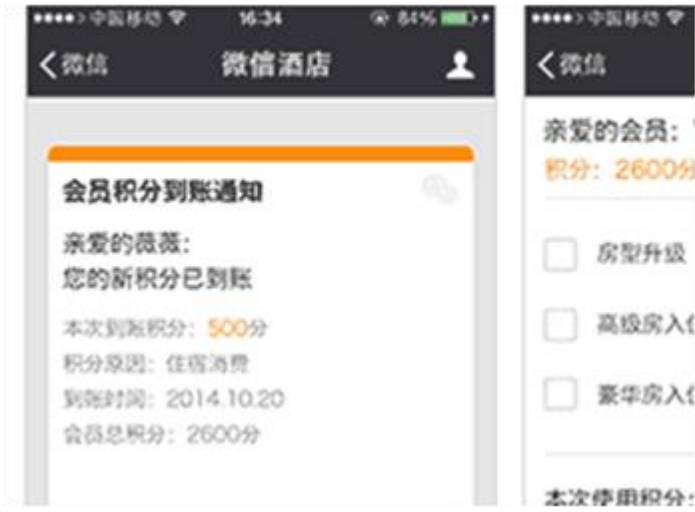 中国移动
16:34
84%
微信
微信酒店
会员积分到账通知
亲爱的薇薇：
您的新积分已到账
本次到账积分：500分
积分原因：住宿消费
到账时间：2014.10.20
会员总积分：2600分
中国移动
微信
亲爱的会员：
积分：2600分
房型升级
高级房入住
豪华房入住
本次使用积分：